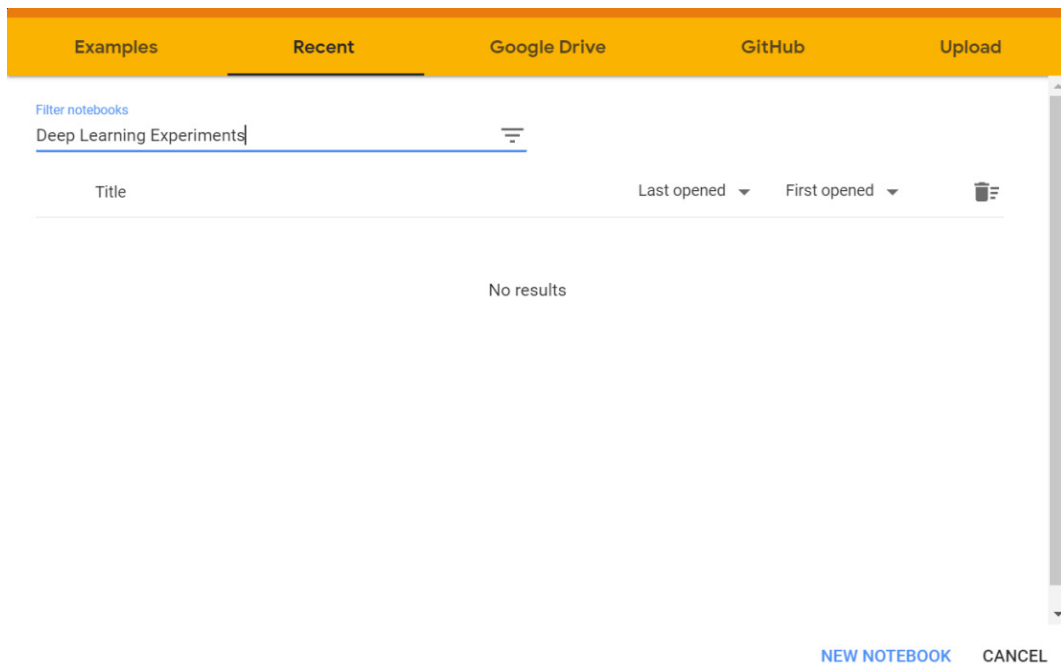 Examples Recent Google Drive GitHub Upload
Filter notebooks
Deep Learning Experiments
Title Last opened First opened
No results
NEW NOTEBOOK CANCEL